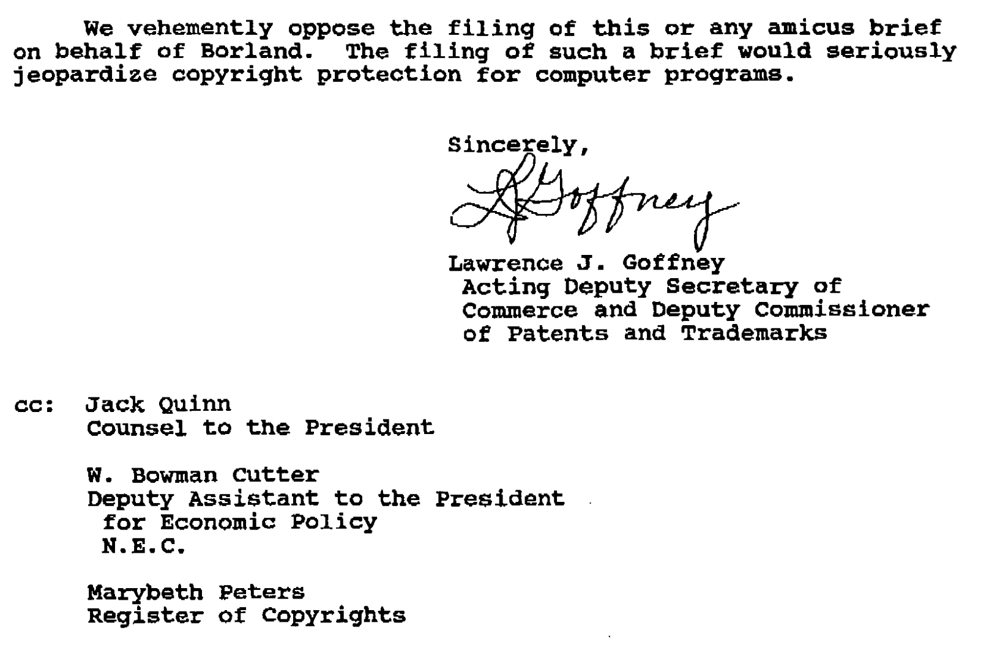 We vehemently oppose the filing of this or any amicus brief
on behalf of Borland. The filing of such a brief would seriously
jeopardize copyright protection for computer programs.
Sincerely,
LJGoffney
Lawrence J. Goffney
Acting Deputy Secretary of
Commerce and Deputy Commissioner
of Patents and Trademarks
cc: Jack Quinn
Counsel to the President
W. Bowman Cutter
Deputy Assistant to the President
for Economic Policy
N.E.C.
Marybeth Peters
Register of Copyrights